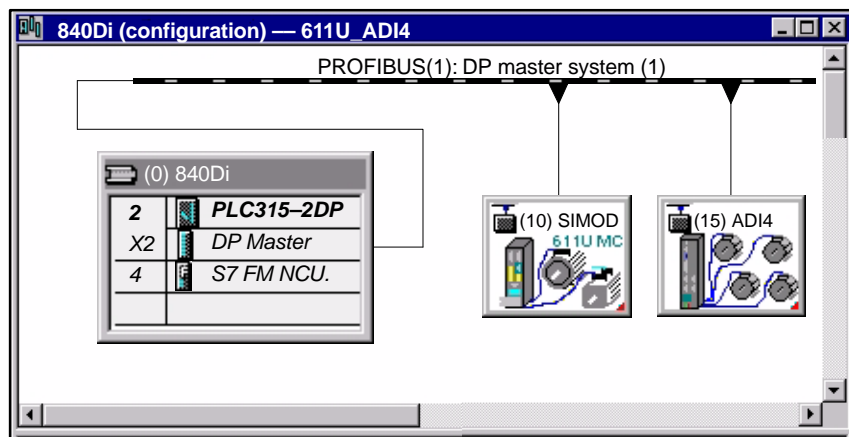 840Di (configuration) — 611U_ADI4
PROFIBUS(1): DP master system (1)
(0) 840Di
2 PLC315–2DP
X2 DP Master
4 S7 FM NCU.
(10) SIMOD
611U MC
(15) ADI4